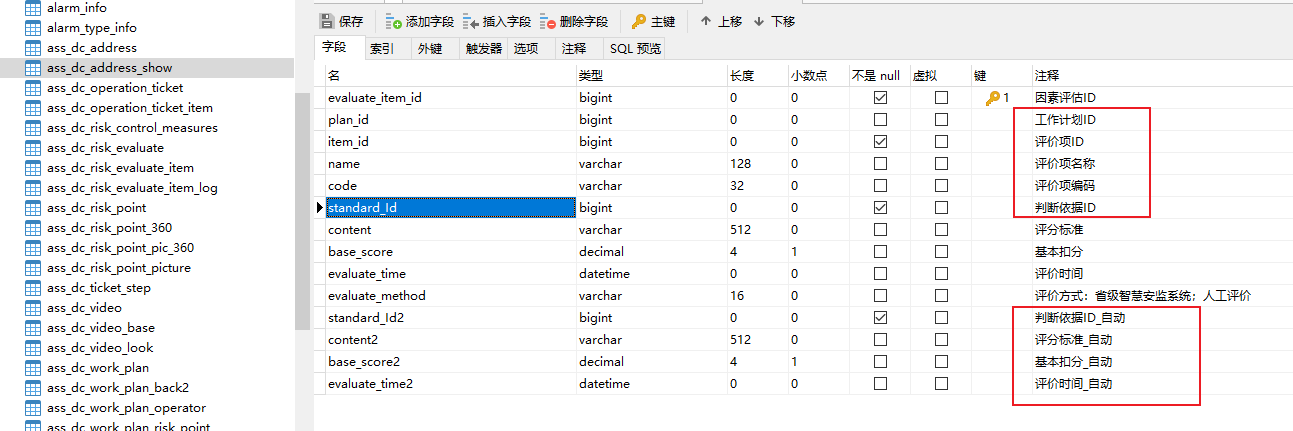 alarm_info
alarm_type_info
ass_dc_address
ass_dc_address_show
ass_dc_operation_ticket
ass_dc_operation_ticket_item
ass_dc_risk_control_measures
ass_dc_risk_evaluate
ass_dc_risk_evaluate_item
ass_dc_risk_evaluate_item_log
ass_dc_risk_point
ass_dc_risk_point_360
ass_dc_risk_point_pic_360
ass_dc_risk_point_picture
ass_dc_ticket_step
ass_dc_video
ass_dc_video_base
ass_dc_video_look
ass_dc_work_plan
ass_dc_work_plan_back2
ass_dc_work_plan_operator
ass_dc_work_plan_risk_point
保存 添加字段 插入字段 删除字段 主键 上移 下移
字段 索引 外键 触发器 选项 注释 SQL 预览
名 类型 长度 小数点 不是 null 虚拟 键 注释
evaluate_item_id bigint 0 0 1 因素评估ID
plan_id bigint 0 0 工作计划ID
item_id bigint 0 0 评价项ID
name varchar 128 0 评价项名称
code varchar 32 0 评价项编码
standard_Id bigint 0 0 判断依据ID
content varchar 512 0 评分标准
base_score decimal 4 1 基本扣分
evaluate_time datetime 0 0 评价时间
evaluate_method varchar 16 0 评价方式：省级智慧安监系统；人工评价
standard_Id2 bigint 0 0 判断依据ID_自动
content2 varchar 512 0 评分标准_自动
base_score2 decimal 4 1 基本扣分_自动
evaluate_time2 datetime 0 0 评价时间_自动